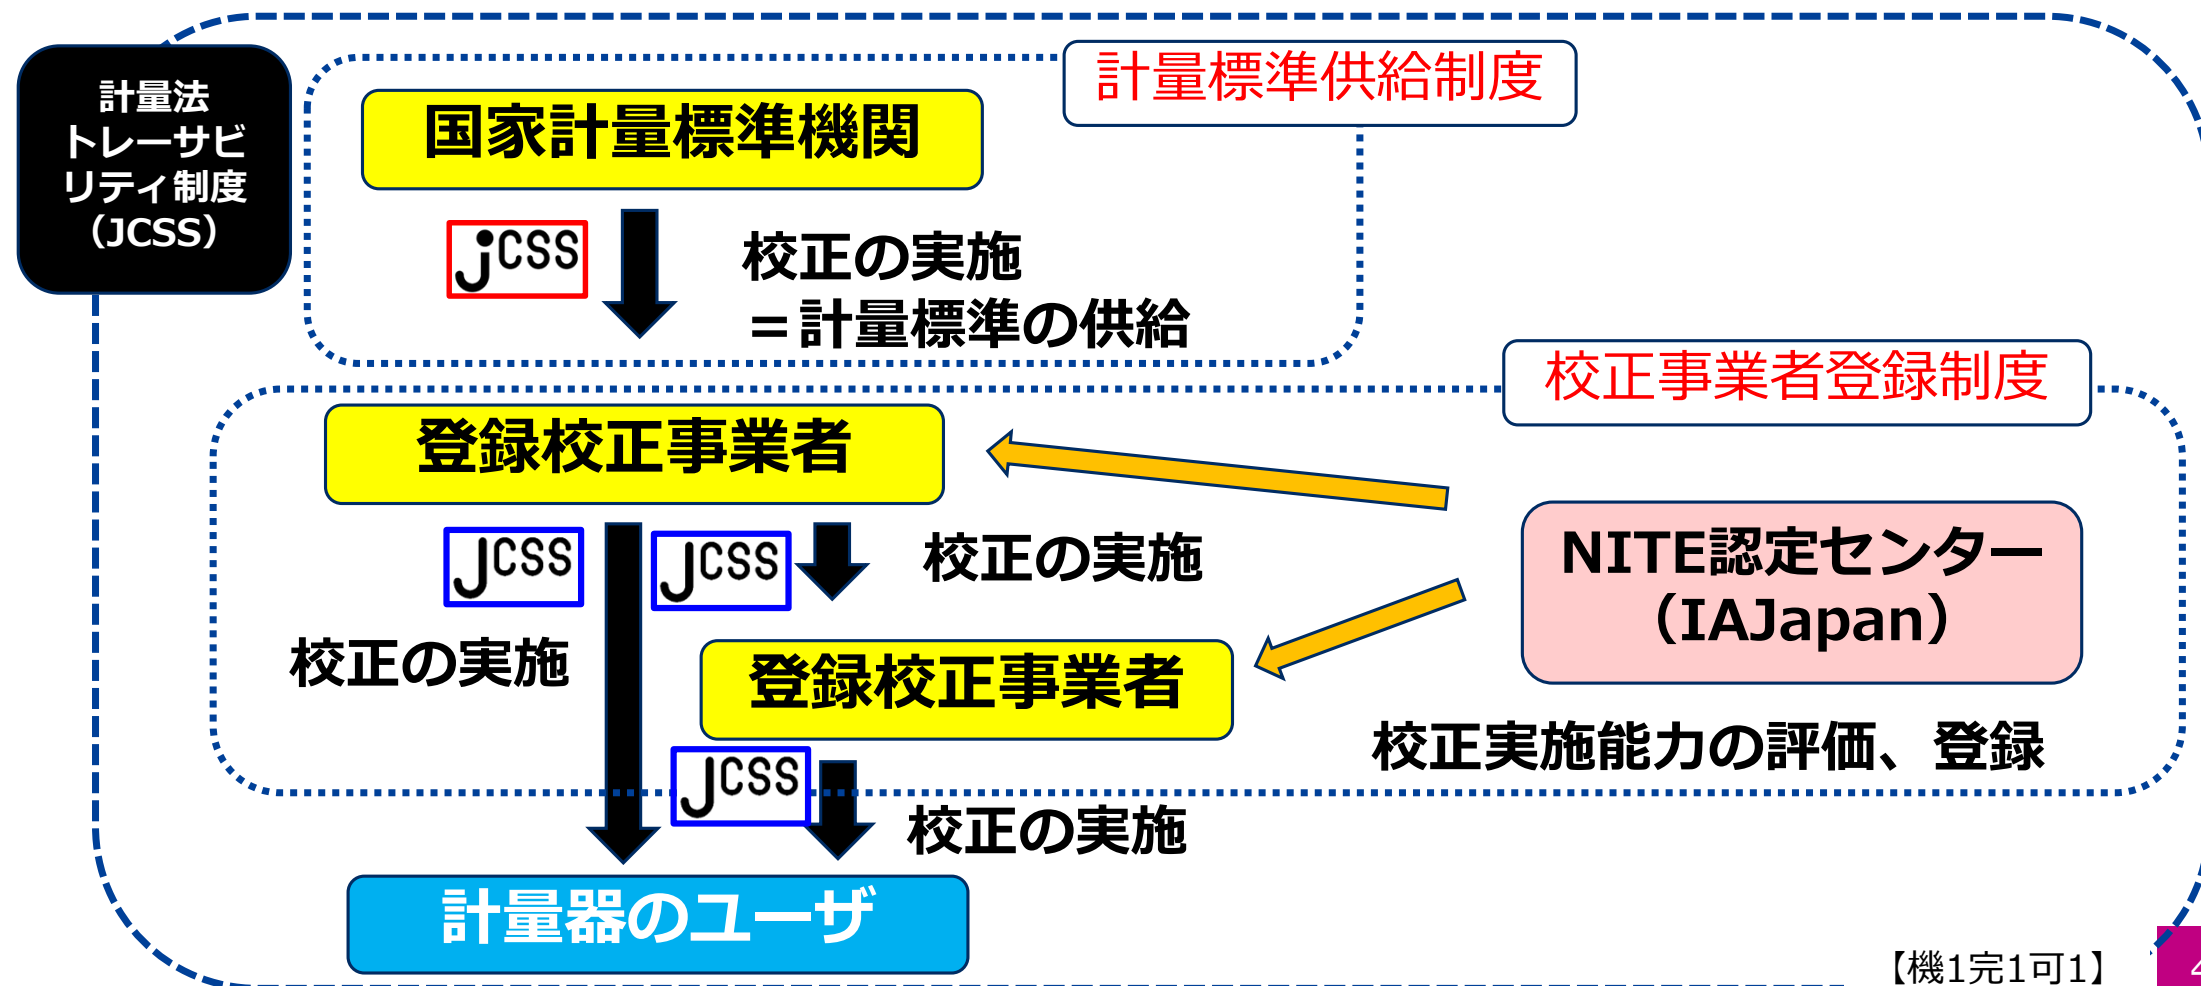 計量法
トレーサビ
リティ制度
（JCSS）
計量標準供給制度
国家計量標準機関
jCSS
校正の実施
＝計量標準の供給
校正事業者登録制度
登録校正事業者
JCSS
JCSS
校正の実施
NITE認定センター
（IAJapan）
校正の実施
登録校正事業者
校正実施能力の評価、登録
JCSS
校正の実施
計量器のユーザ
【機1完1可1】